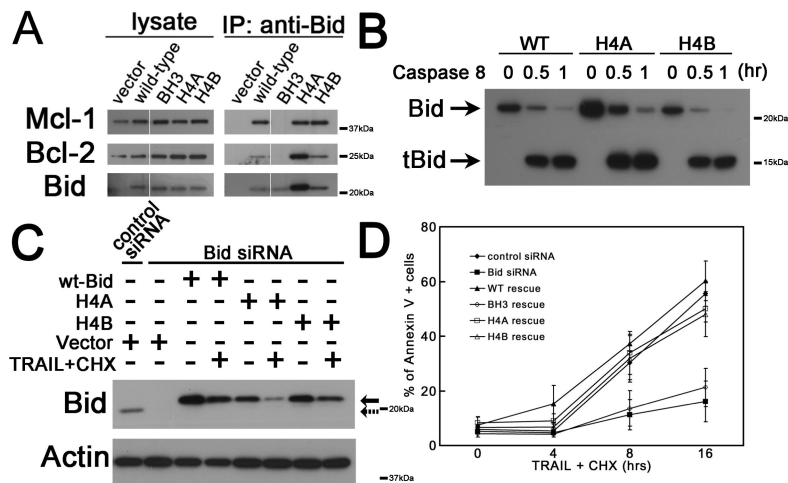 A
lysate
IP: anti-Bid
vector
wild-type
BH3
H4A
H4B
vector
wild-type
BH3
H4A
H4B
Mcl-1
37kDa
Bcl-2
25kDa
Bid
20kDa
B
WT H4A H4B
Caspase 8 0 0.5 1 0 0.5 1 0 0.5 1 (hr)
Bid
20kDa
tBid
15kDa
C
control siRNA
Bid siRNA
wt-Bid - - + + - - - -
H4A - - - - + + - -
H4B - - - - - - + +
Vector + + - - - - - -
TRAIL+CHX - - - + - + - +
Bid
20kDa
Actin
37kDa
D
% of Annexin V + cells
80
60
40
20
0
control siRNA
Bid siRNA
WT rescue
BH3 rescue
H4A rescue
H4B rescue
0 4 8 16
TRAIL + CHX (hrs)